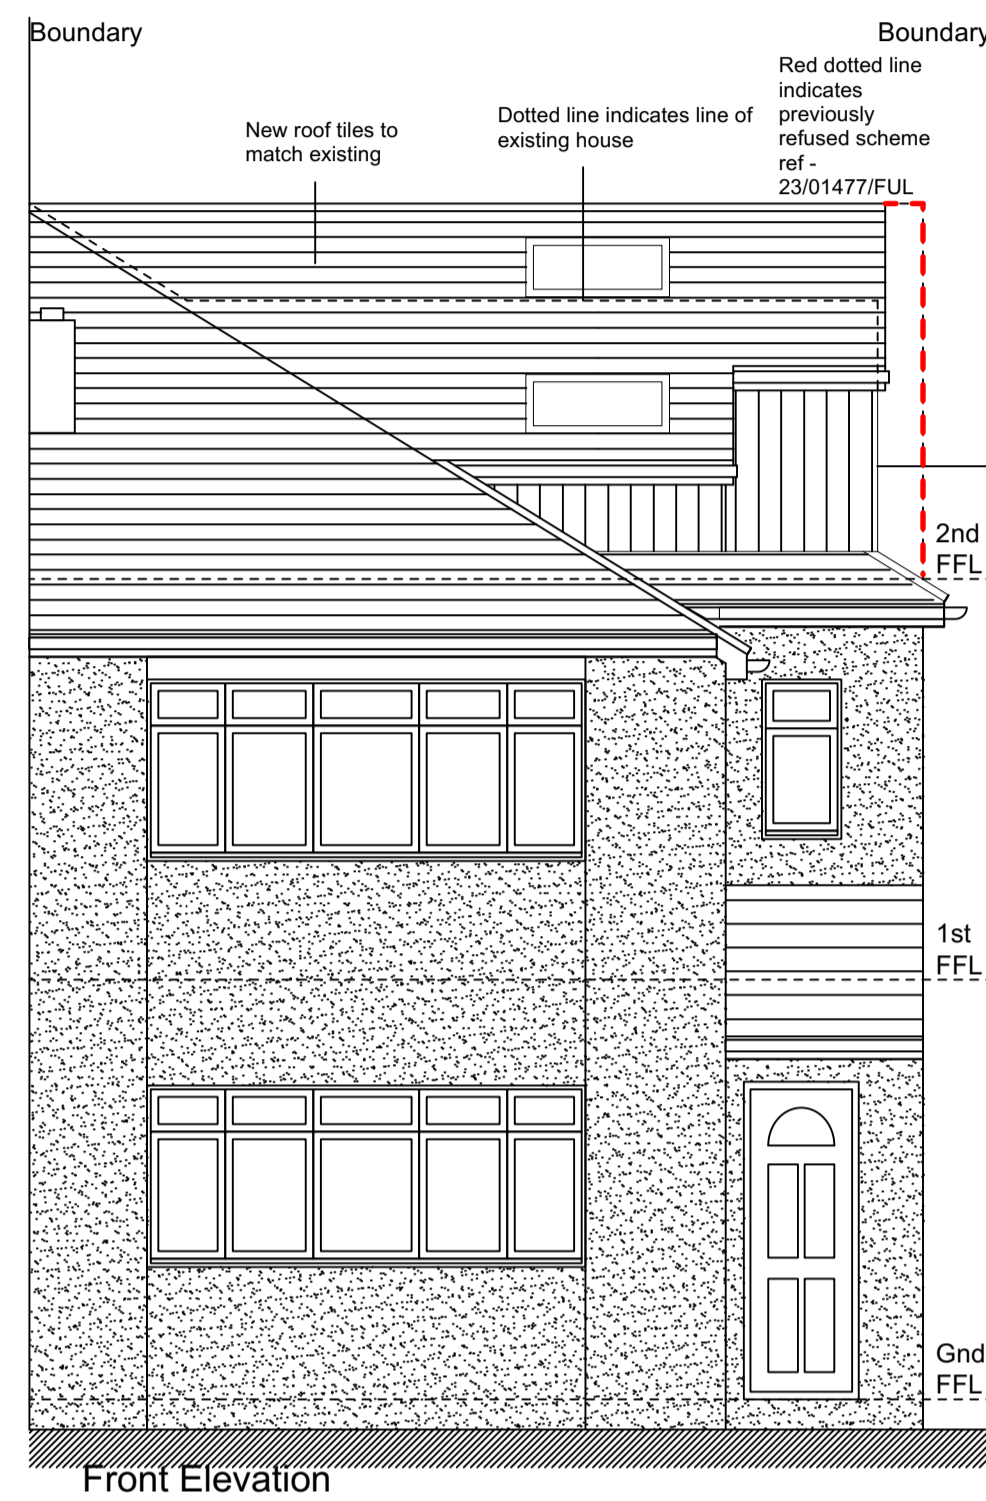 Boundary
Boundary
Red dotted line
indicates
previously
refused scheme
ref -
23/01477/FUL
Dotted line indicates line of
existing house
New roof tiles to
match existing
2nd
FFL
1st
FFL
Gnd
FFL
Front Elevation